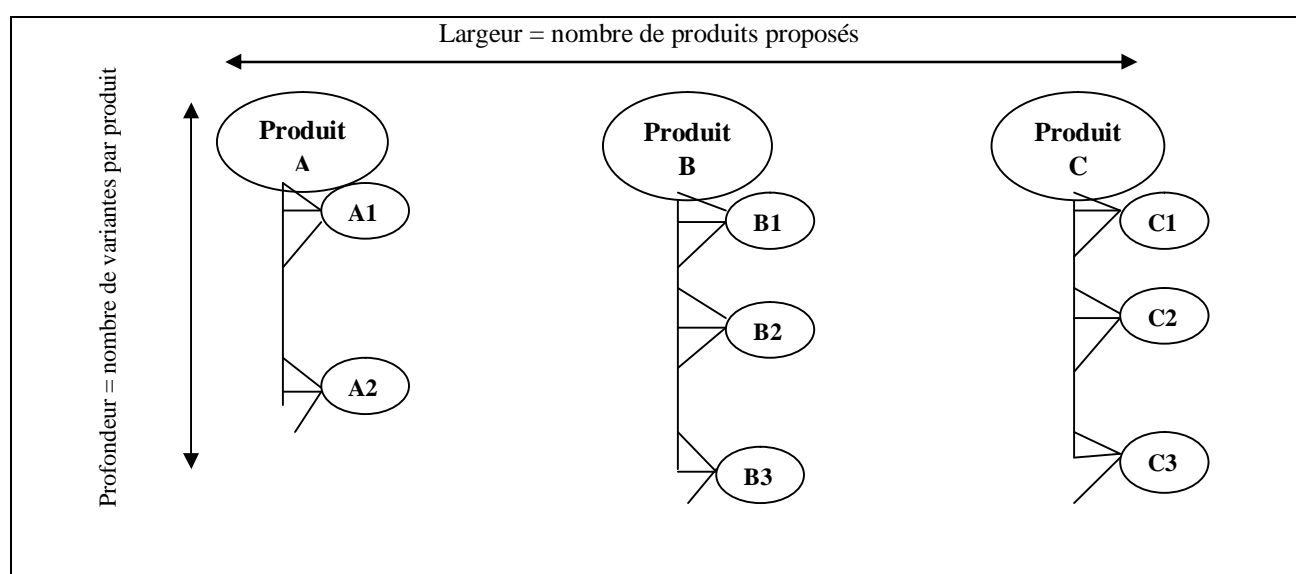 Largeur = nombre de produits proposés
Profondeur = nombre de variantes par produit
Produit
A
Produit
B
Produit
C
A1
B1
C1
B2
C2
A2
B3
C3